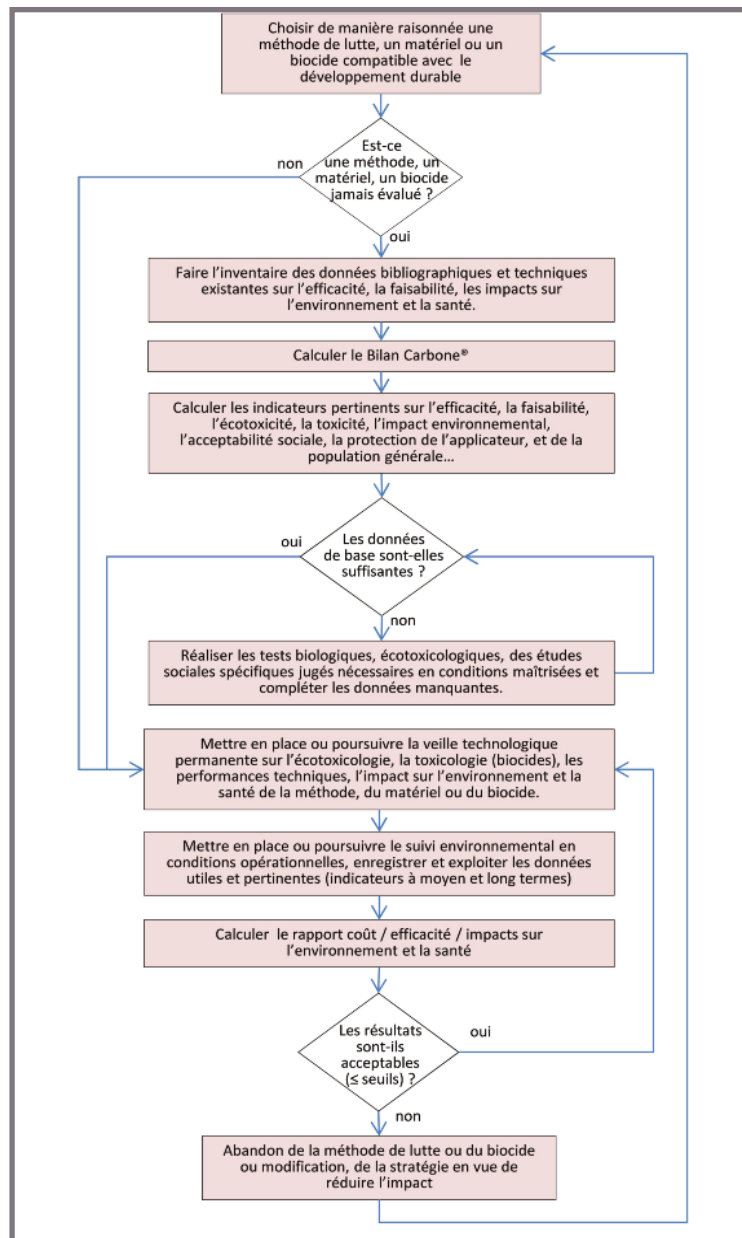 Choisir de manière raisonnée une
méthode de lutte, un matériel ou un
biocide compatible avec  le
développement durable
Est-ce
une méthode, un
matériel, un biocide
jamais évalué ?
non
oui
Faire l’inventaire des données bibliographiques et techniques
existantes sur l’efficacité, la faisabilité, les impacts sur
l’environnement et la santé.
Calculer le Bilan Carbone®
Calculer les indicateurs pertinents sur l’efficacité, la faisabilité,
l’écotoxicité, la toxicité, l’impact environnemental,
l’acceptabilité sociale, la protection de l’applicateur, et de la
population générale…
Les données
de base sont-elles
suffisantes ?
oui
non
Réaliser les tests biologiques, écotoxicologiques, des études
sociales spécifiques jugés nécessaires en conditions maîtrisées et
compléter les données manquantes.
Mettre en place ou poursuivre la veille technologique
permanente sur l’écotoxicologie, la toxicologie (biocides), les
performances techniques, l’impact sur l’environnement et la
santé de la méthode, du matériel ou du biocide.
Mettre en place ou poursuivre le suivi environnemental en
conditions opérationnelles, enregistrer et exploiter les données
utiles et pertinentes (indicateurs à moyen et long termes)
Calculer  le rapport coût / efficacité / impacts sur
l’environnement et la santé
Les résultats
sont-ils
acceptables
(≤ seuils) ?
oui
non
Abandon de la méthode de lutte ou du biocide
ou modification, de la stratégie en vue de
réduire l’impact